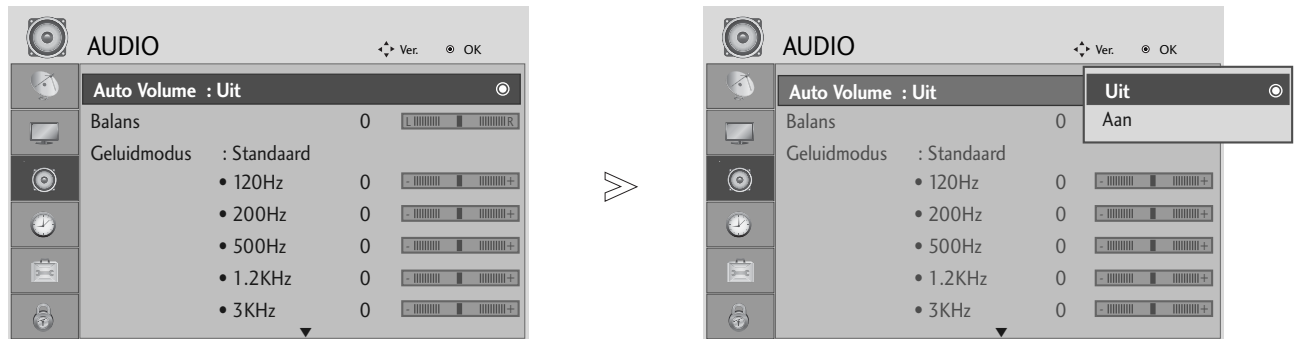 AUDIO Ver. OK
Auto Volume : Uit
Balans 0 L R
Geluidmodus : Standaard
• 120Hz 0 - +
• 200Hz 0 - +
• 500Hz 0 - +
• 1.2KHz 0 - +
• 3KHz 0 - +
AUDIO Ver. OK
Auto Volume : Uit
Uit
Aan
Balans 0
Geluidmodus : Standaard
• 120Hz 0 - +
• 200Hz 0 - +
• 500Hz 0 - +
• 1.2KHz 0 - +
• 3KHz 0 - +